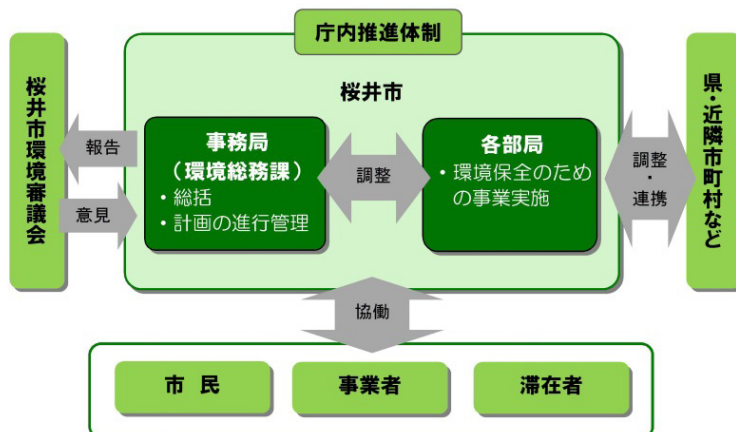 庁内推進体制
桜井市
桜井市環境審議会
報告
意見
事務局
(環境総務課)
・総括
・計画の進行管理
調整
各部局
・環境保全のため
の事業実施
調整
・
連携
県・近隣市町村など
協働
市 民
事業者
滞在者